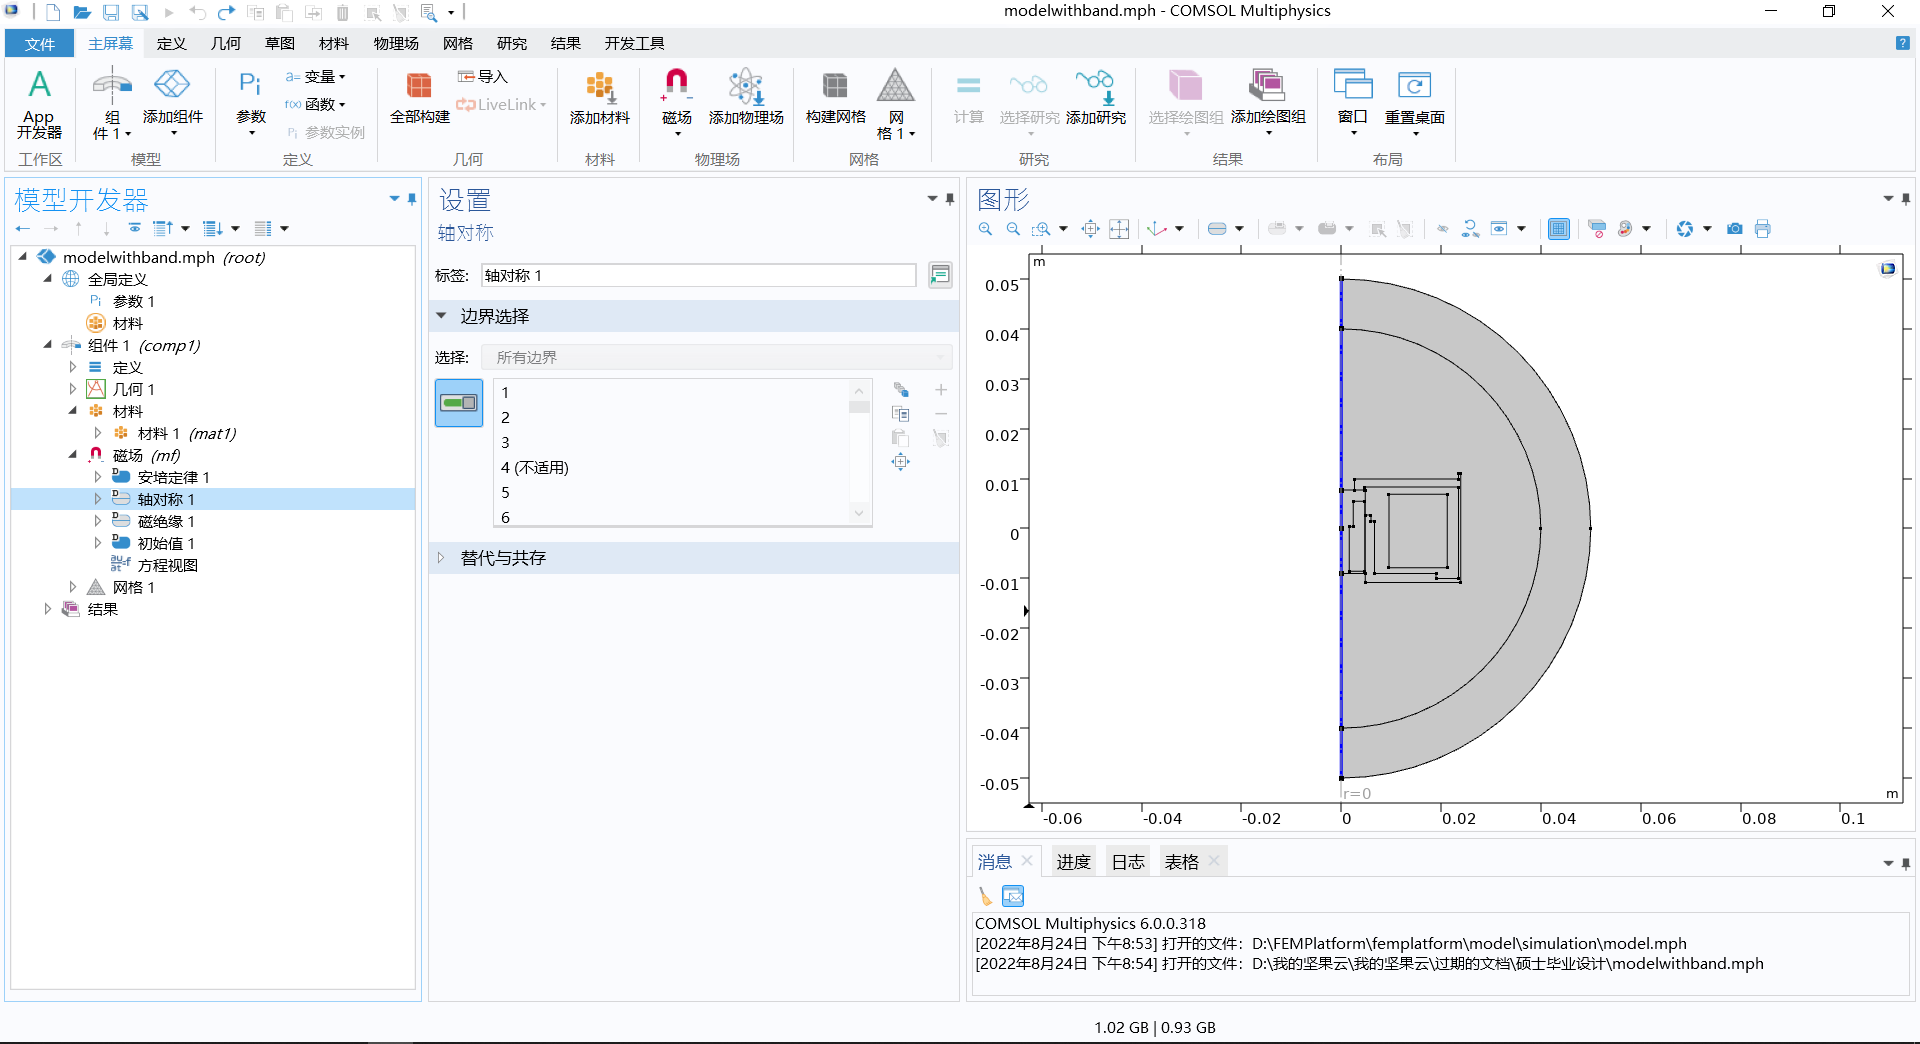 modelwithband.mph - COMSOL Multiphysics
文件 主屏幕 定义 几何 草图 材料 物理场 网格 研究 结果 开发工具
App
开发器
工作区
组
件 1
添加组件
模型
Pi
参数
a= 变量
f(x) 函数
Pi 参数实例
定义
全部构建
导入
LiveLink
几何
添加材料
材料
磁场
添加物理场
物理场
构建网格
网
格 1
网格
计算
选择研究
添加研究
研究
选择绘图组
添加绘图组
结果
窗口
重置桌面
布局
模型开发器
modelwithband.mph (root)
全局定义
Pi 参数 1
材料
组件 1 (comp1)
定义
几何 1
材料
材料 1 (mat1)
磁场 (mf)
安培定律 1
轴对称 1
磁绝缘 1
初始值 1
方程视图
网格 1
结果
设置
轴对称
标签: 轴对称 1
边界选择
选择: 所有边界
1
2
3
4 (不适用)
5
6
替代与共存
图形
m
0.05
0.04
0.03
0.02
0.01
0
-0.01
-0.02
-0.03
-0.04
-0.05
r=0
m
-0.06 -0.04 -0.02 0 0.02 0.04 0.06 0.08 0.1
消息 进度 日志 表格
COMSOL Multiphysics 6.0.0.318
[2022年8月24日 下午8:53] 打开的文件：D:\FEMPlatform\femplatform\model\simulation\model.mph
[2022年8月24日 下午8:54] 打开的文件：D:\我的坚果云\我的坚果云\过期的文档\硕士毕业设计\modelwithband.mph
1.02 GB | 0.93 GB